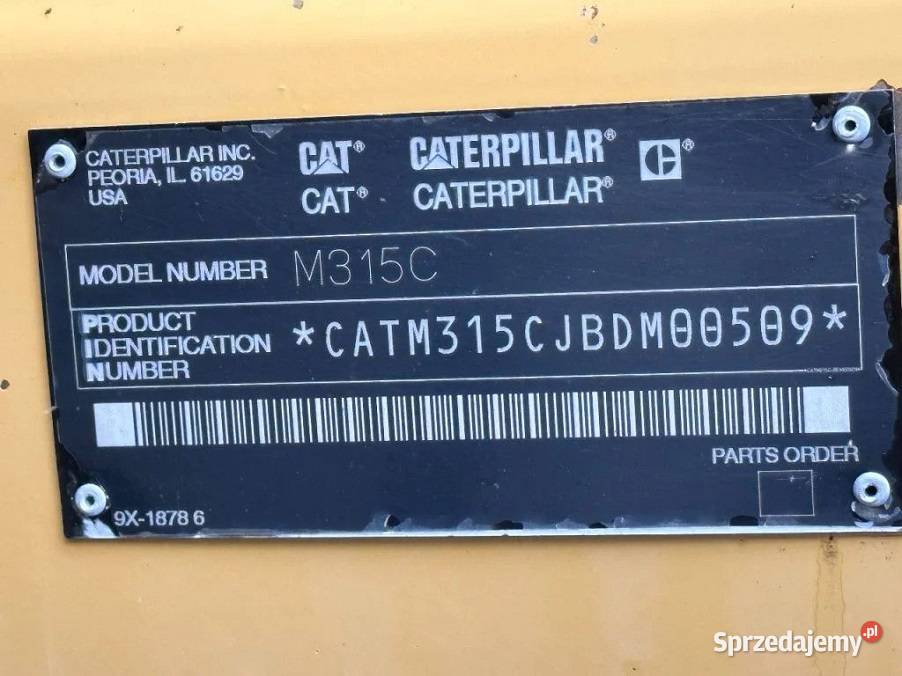 CATERPILLAR INC.
PEORIA, IL. 61629
USA
CAT® CATERPILLAR® C®
CAT® CATERPILLAR®
MODEL NUMBER M315C
PRODUCT
IDENTIFICATION
NUMBER
*CATM315CJBDM00509*
PARTS ORDER
9X-1878 6
Sprzedajemy.pl